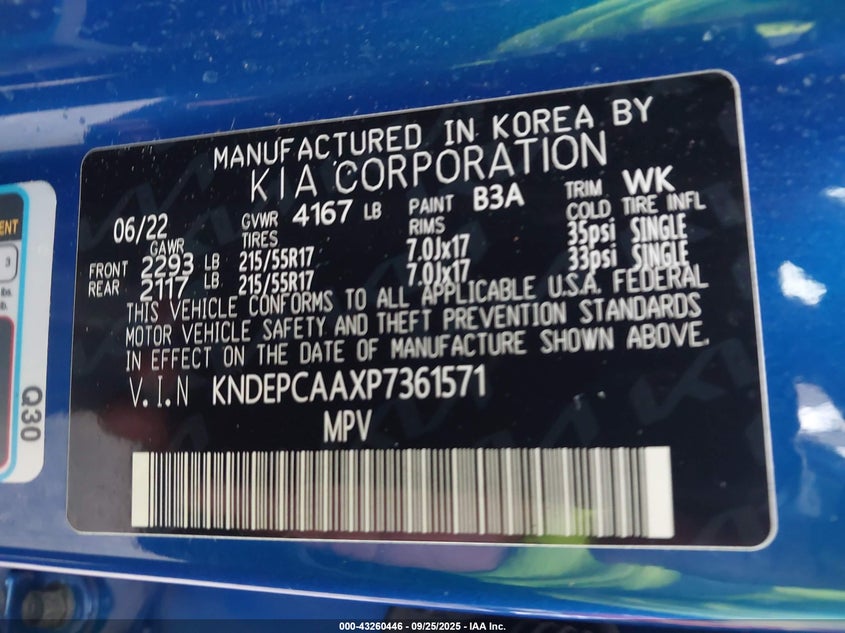 MANUFACTURED IN KOREA BY
KIA CORPORATION
06/22 GVWR 4167 LB PAINT B3A TRIM WK
GAWR TIRES RIMS COLD TIRE INFL
FRONT 2293 LB 215/55R17 7.0Jx17 35psi SINGLE
REAR 2117 LB 215/55R17 7.0Jx17 33psi SINGLE
THIS VEHICLE CONFORMS TO ALL APPLICABLE U.S.A. FEDERAL
MOTOR VEHICLE SAFETY AND THEFT PREVENTION STANDARDS
IN EFFECT ON THE DATE OF MANUFACTURE SHOWN ABOVE.
V.I.N KNDEPCAAXP7361571
MPV
3
Q30
000-43260446 - 09/25/2025 - IAA Inc.